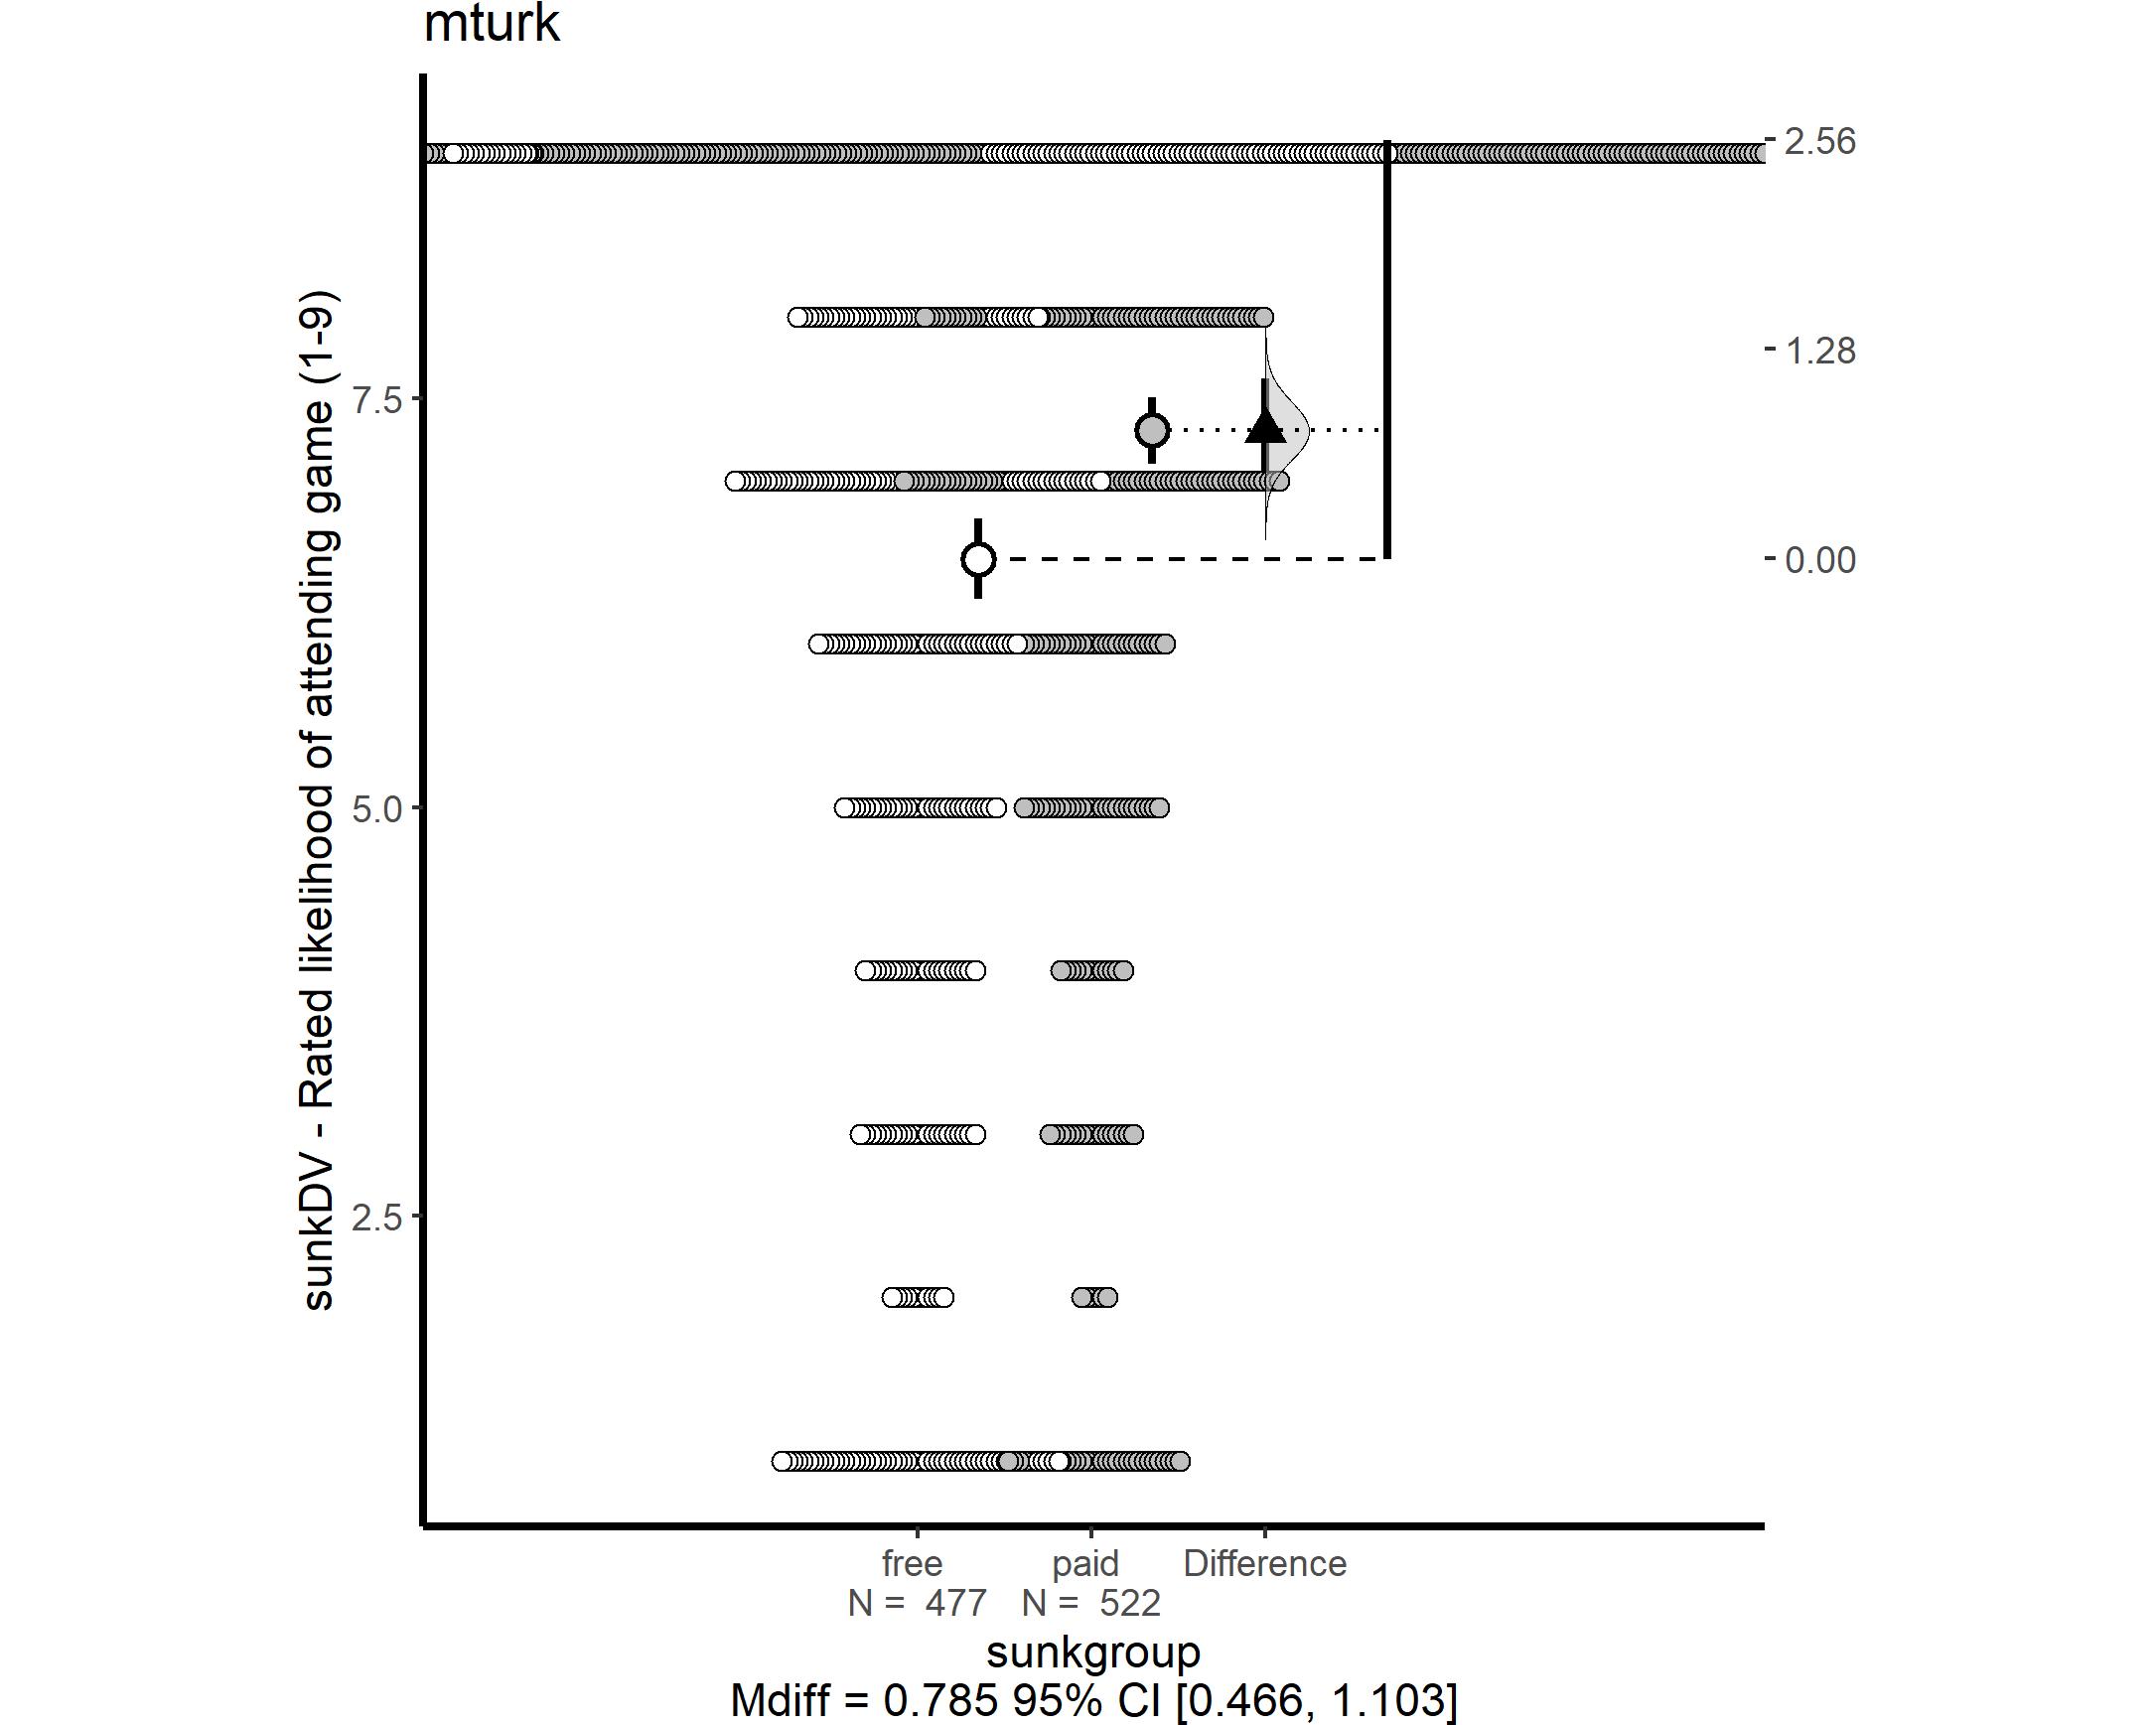 mturk
sunkDV - Rated likelihood of attending game (1-9)
7.5
5.0
2.5
2.56
1.28
0.00
free paid Difference
N = 477 N = 522
sunkgroup
Mdiff = 0.785 95% CI [0.466, 1.103]